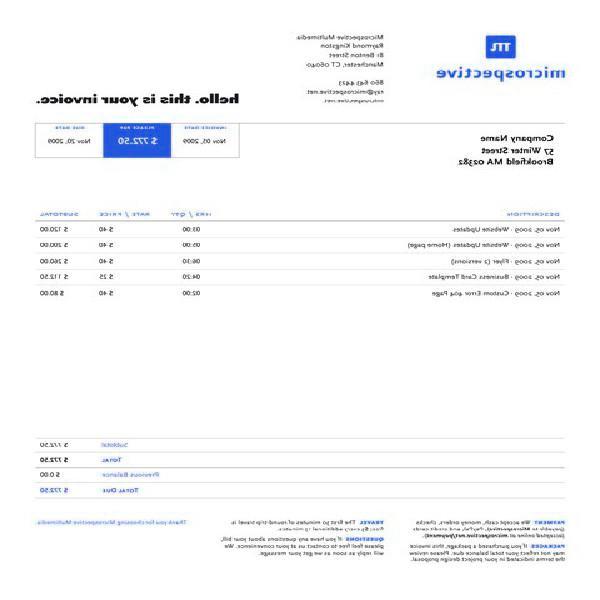 microspective
Microspective Multimedia
Raymond Kingston
81 Benton Street
Manchester, CT 06040
860 643 4423
ray@microspective.net
microspective.net
hello. this is your invoice.
Company Name
57 Winter Street
Brookfield MA 02382
INVOICE DATE
Nov 05, 2009
PLEASE PAY
$ 772.50
DUE DATE
Nov 20, 2009
DESCRIPTION HRS / QTY RATE / PRICE SUBTOTAL
Nov 05, 2009 · Website Updates 03:00 $ 40 $ 120.00
Nov 05, 2009 · Website Updates (Home page) 05:00 $ 40 $ 200.00
Nov 05, 2009 · Flyer (2 versions) 06:30 $ 40 $ 260.00
Nov 05, 2009 · Business Card Template 04:20 $ 25 $ 112.50
Nov 05, 2009 · Custom Error 404 Page 02:00 $ 40 $ 80.00
Subtotal $ 772.50
TOTAL $ 772.50
Previous Balance $ 0.00
TOTAL DUE $ 772.50
PAYMENT We accept cash, money orders, checks
(payable to Microspective), PayPal, and credit cards
(accepted online at microspective.net/payment).
PACKAGES If you purchased a package, this invoice
may not reflect your total balance due. Please review
the terms indicated in your project design proposal.
TRAVEL The first 90 minutes of round-trip travel is
QUESTIONS If you have any questions about your bill,
please feel free to contact us at your convenience. We
will reply as soon as we get your message.
Thank you for choosing Microspective Multimedia.